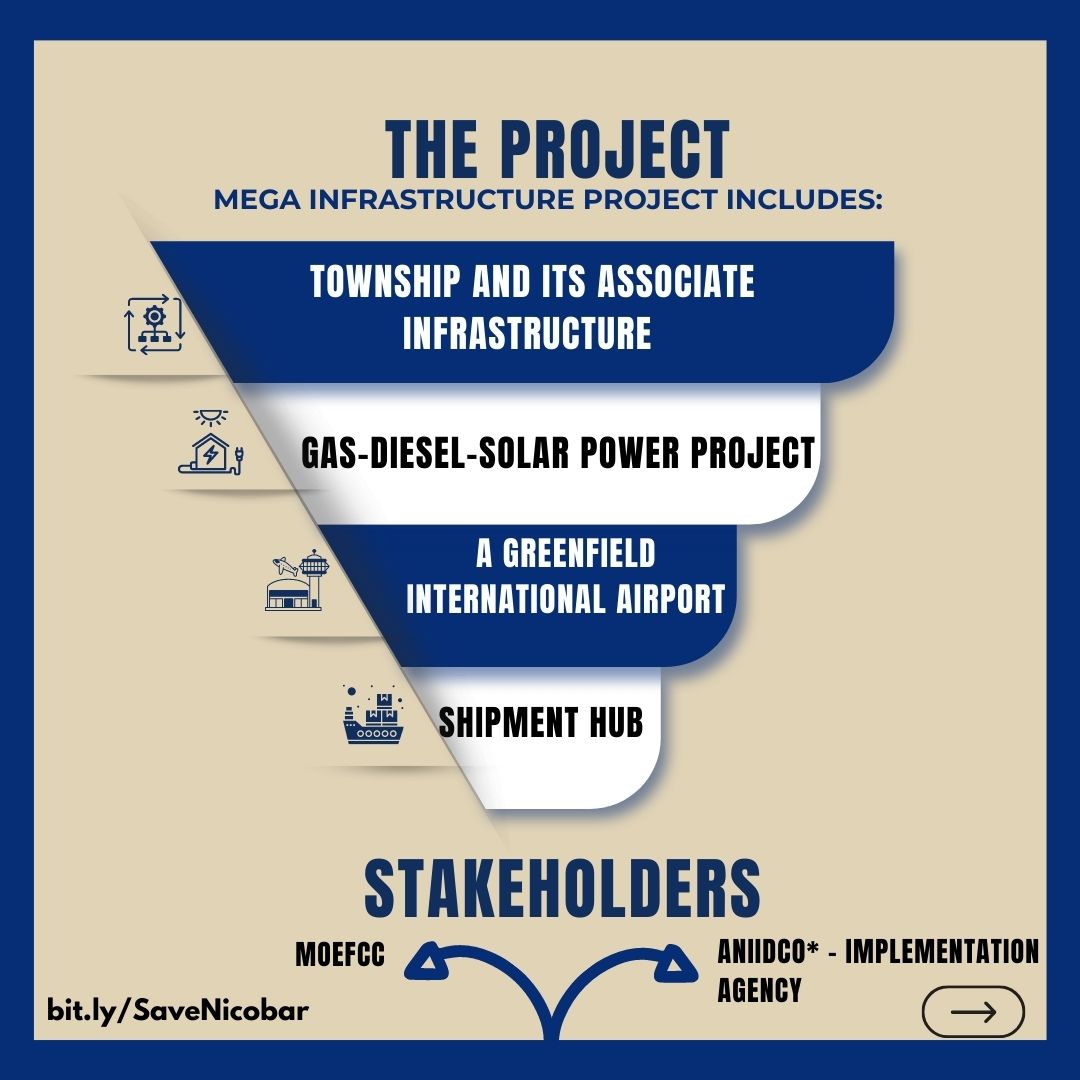 THE PROJECT
MEGA INFRASTRUCTURE PROJECT INCLUDES:
TOWNSHIP AND ITS ASSOCIATE
INFRASTRUCTURE
GAS-DIESEL-SOLAR POWER PROJECT
A GREENFIELD
INTERNATIONAL AIRPORT
SHIPMENT HUB
STAKEHOLDERS
MOEFCC
ANIIDCO* - IMPLEMENTATION
AGENCY
bit.ly/SaveNicobar